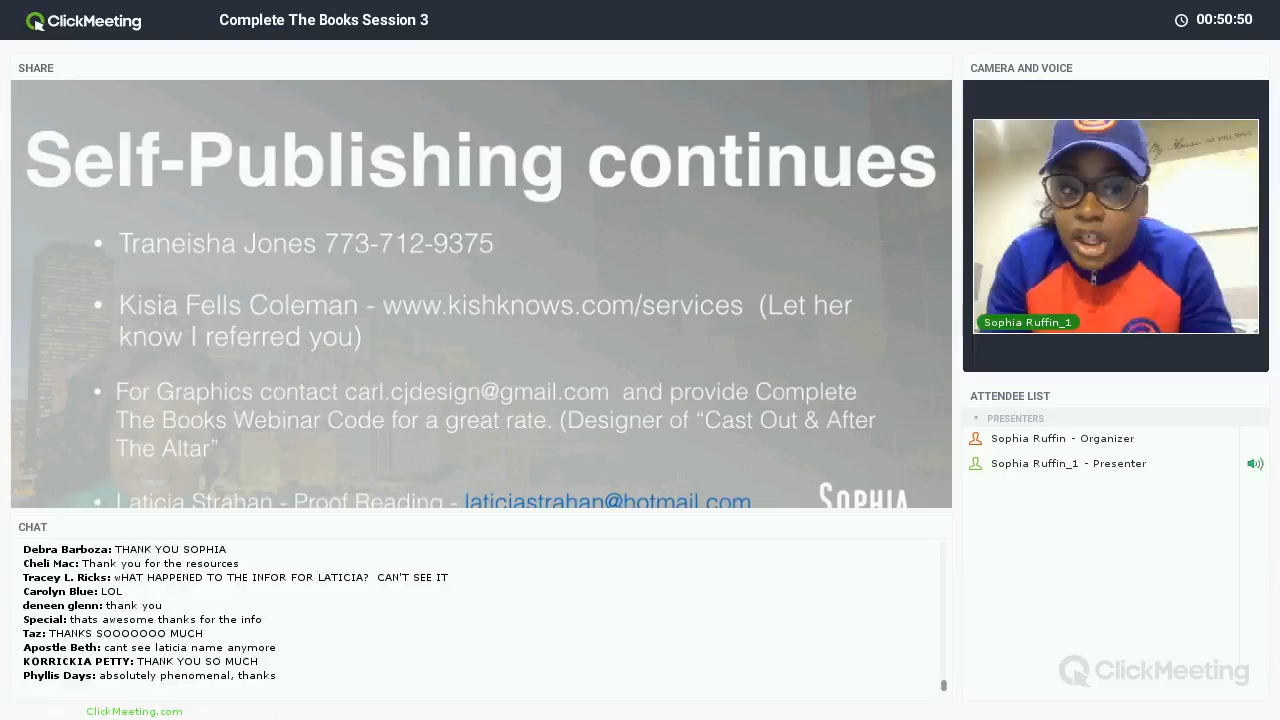 ClickMeeting
Complete The Books Session 3
00:50:50
SHARE
Self-Publishing continues
• Traneisha Jones 773-712-9375
• Kisia Fells Coleman - www.kishknows.com/services (Let her
know I referred you)
• For Graphics contact carl.cjdesign@gmail.com and provide Complete
The Books Webinar Code for a great rate. (Designer of “Cast Out & After
The Altar”
• Laticia Strahan - Proof Reading - laticiastrahan@hotmail.com
SOPHIA
CAMERA AND VOICE
My House
Sophia Ruffin_1
ATTENDEE LIST
PRESENTERS
Sophia Ruffin - Organizer
Sophia Ruffin_1 - Presenter
CHAT
Debra Barboza: THANK YOU SOPHIA
Cheli Mac: Thank you for the resources
Tracey L. Ricks: wHAT HAPPENED TO THE INFOR FOR LATICIA? CAN'T SEE IT
Carolyn Blue: LOL
deneen glenn: thank you
Special: thats awesome thanks for the info
Taz: THANKS SOOOOOOO MUCH
Apostle Beth: cant see laticia name anymore
KORRICKIA PETTY: THANK YOU SO MUCH
Phyllis Days: absolutely phenomenal, thanks
ClickMeeting
ClickMeeting.com